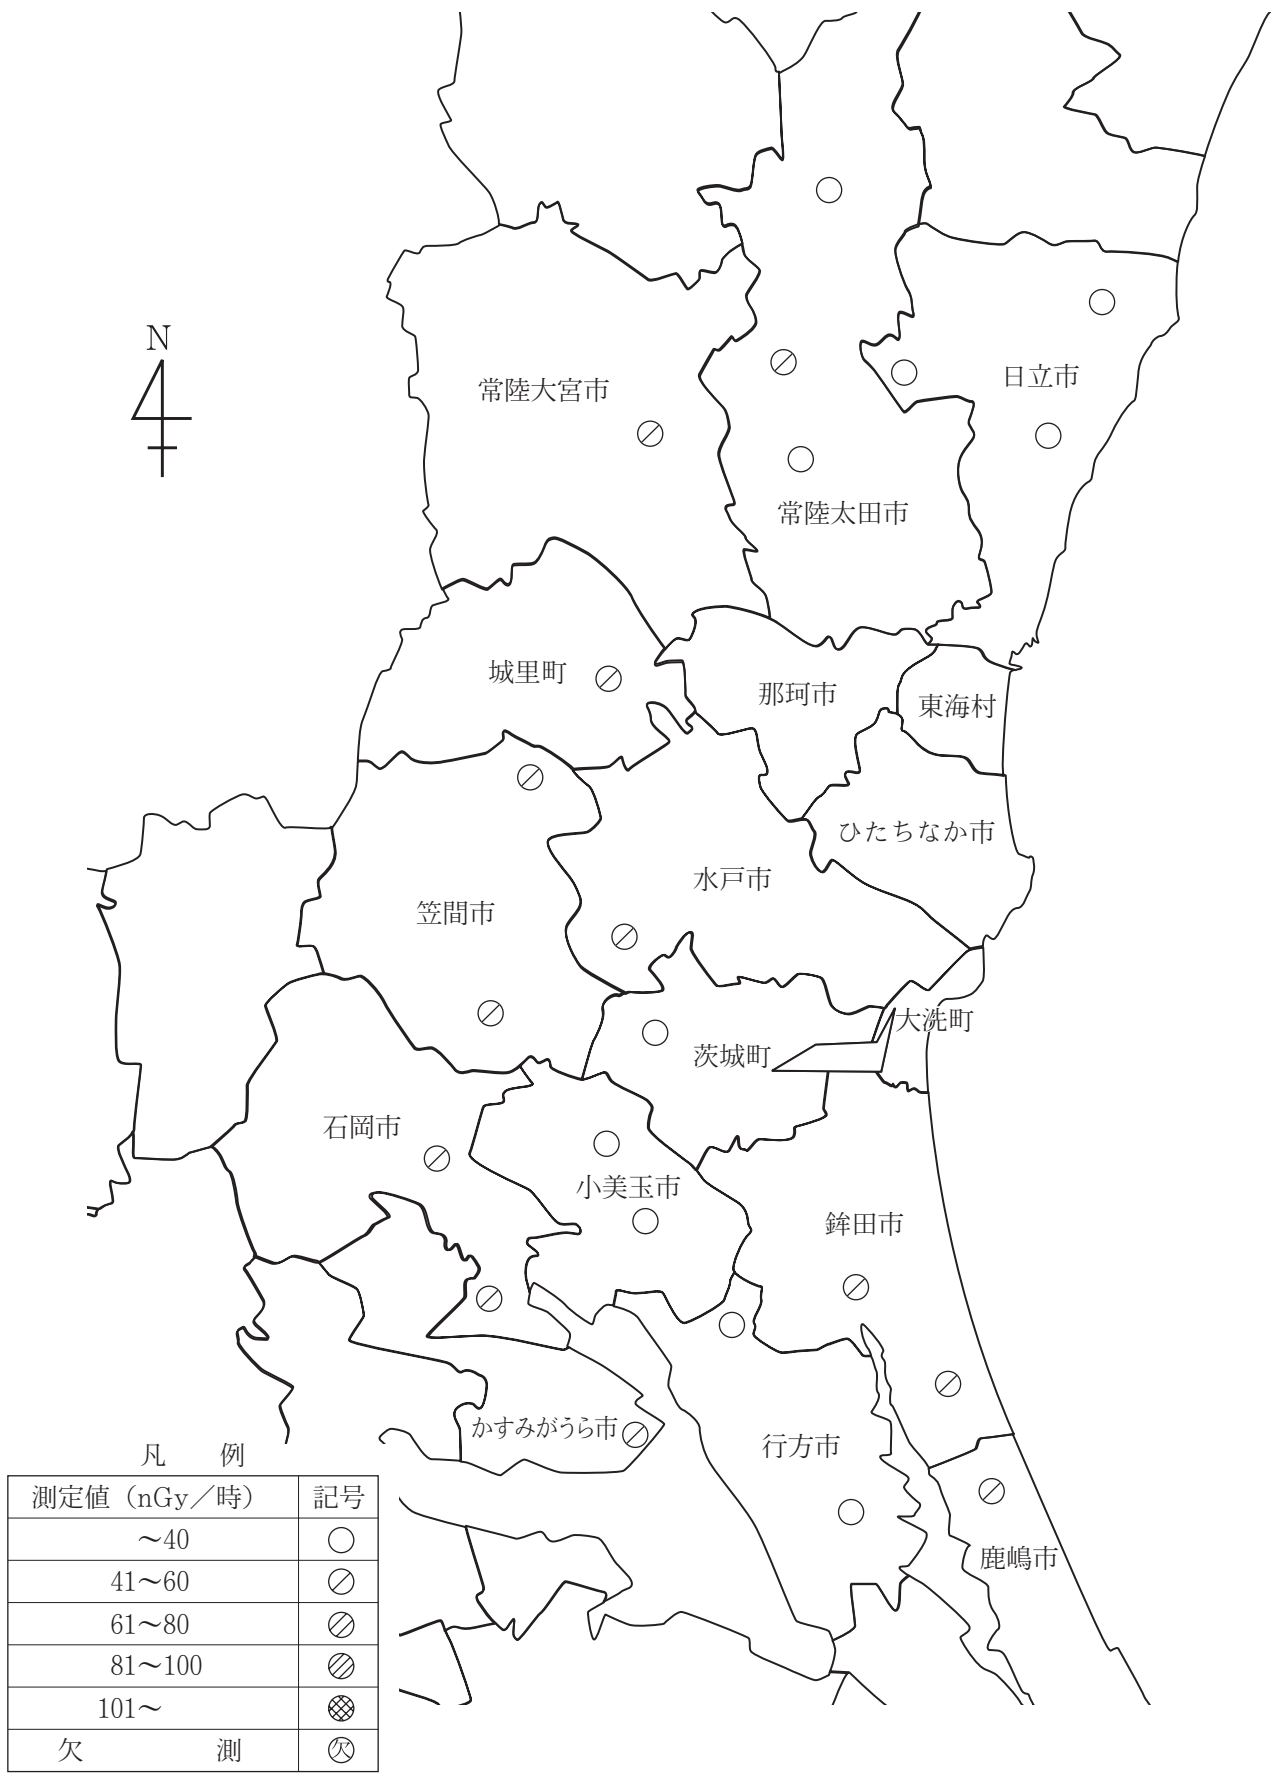 N
常陸大宮市
日立市
常陸太田市
城里町
那珂市
東海村
ひたちなか市
水戸市
笠間市
大洗町
茨城町
石岡市
小美玉市
鉾田市
かすみがうら市
行方市
鹿嶋市
凡 例
測定値（nGy／時） 記号
～40
41～60
61～80
81～100
101～
欠 測 欠